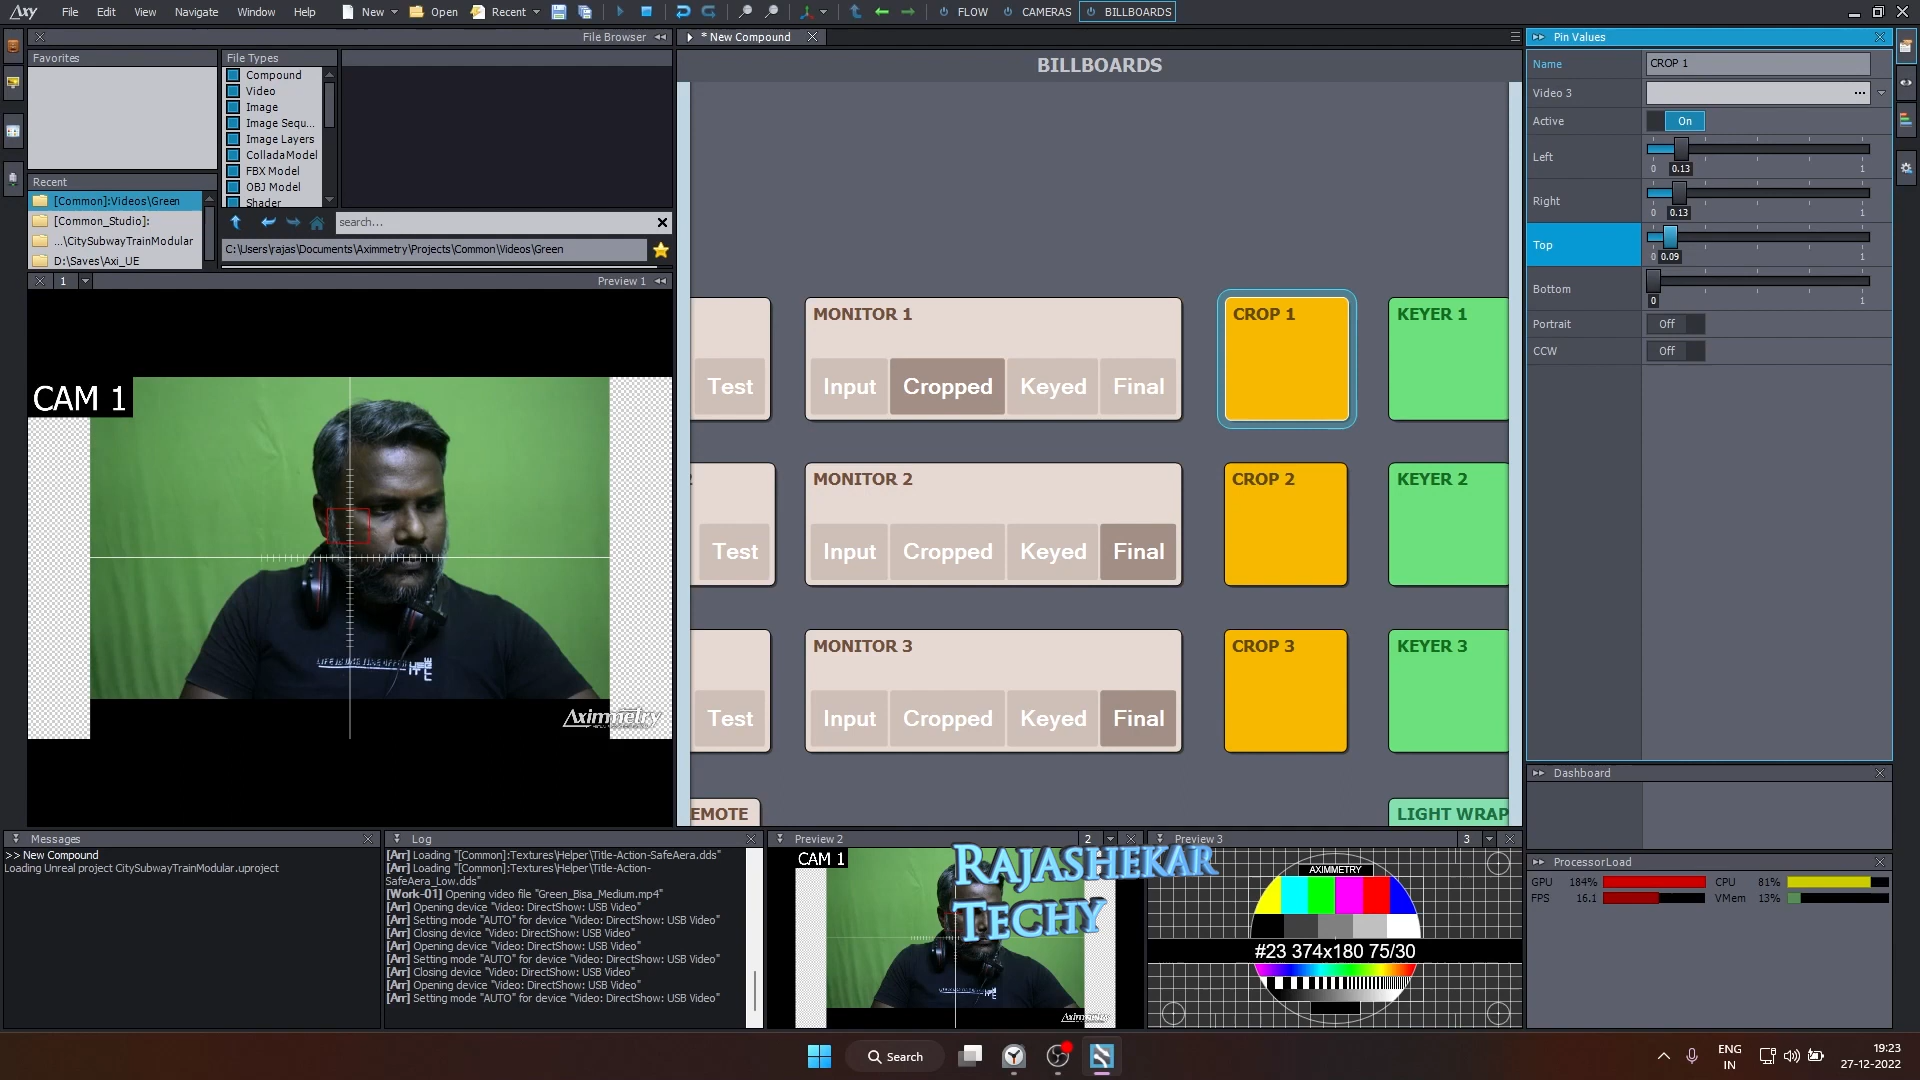 Axy File Edit View Navigate Window Help New Open Recent FLOW CAMERAS BILLBOARDS
File Browser
* New Compound
Pin Values
Favorites
File Types
Compound
Video
Image
Image Sequ...
Image Layers
ColladaModel
FBX Model
OBJ Model
Shader
Recent
[Common]:Videos\Green
[Common_Studio]:
...\CitySubwayTrainModular
D:\Saves\Axi_UE
search...
C:\Users\rajas\Documents\Aximmetry\Projects\Common\Videos\Green
1
Preview 1
CAM 1
Aximmetry
BILLBOARDS
Test
MONITOR 1
Input Cropped Keyed Final
CROP 1
KEYER 1
Test
MONITOR 2
Input Cropped Keyed Final
CROP 2
KEYER 2
Test
MONITOR 3
Input Cropped Keyed Final
CROP 3
KEYER 3
EMOTE
LIGHT WRAP
Name CROP 1
Video 3 ...
Active On
Left 0 0.13 1
Right 0 0.13 1
Top 0 0.09 1
Bottom 0 1
Portrait Off
CCW Off
Dashboard
ProcessorLoad
GPU 184% CPU 81%
FPS 16.1 VMem 13%
Messages
>> New Compound
Loading Unreal project CitySubwayTrainModular.uproject
Log
[Arr] Loading "[Common]:Textures\Helper\Title-Action-SafeAera.dds"
[Arr] Loading "[Common]:Textures\Helper\Title-Action-
SafeAera_Low.dds"
[Work-01] Opening video file "Green_Bisa_Medium.mp4"
[Arr] Opening device "Video: DirectShow: USB Video"
[Arr] Setting mode "AUTO" for device "Video: DirectShow: USB Video"
[Arr] Closing device "Video: DirectShow: USB Video"
[Arr] Opening device "Video: DirectShow: USB Video"
[Arr] Setting mode "AUTO" for device "Video: DirectShow: USB Video"
[Arr] Closing device "Video: DirectShow: USB Video"
[Arr] Opening device "Video: DirectShow: USB Video"
[Arr] Setting mode "AUTO" for device "Video: DirectShow: USB Video"
Preview 2 2
CAM 1
Aximmetry
RAJASHEKAR
TECHY
Preview 3 3
AXIMMETRY
#23 374x180 75/30
Search
ENG
IN
19:23
27-12-2022